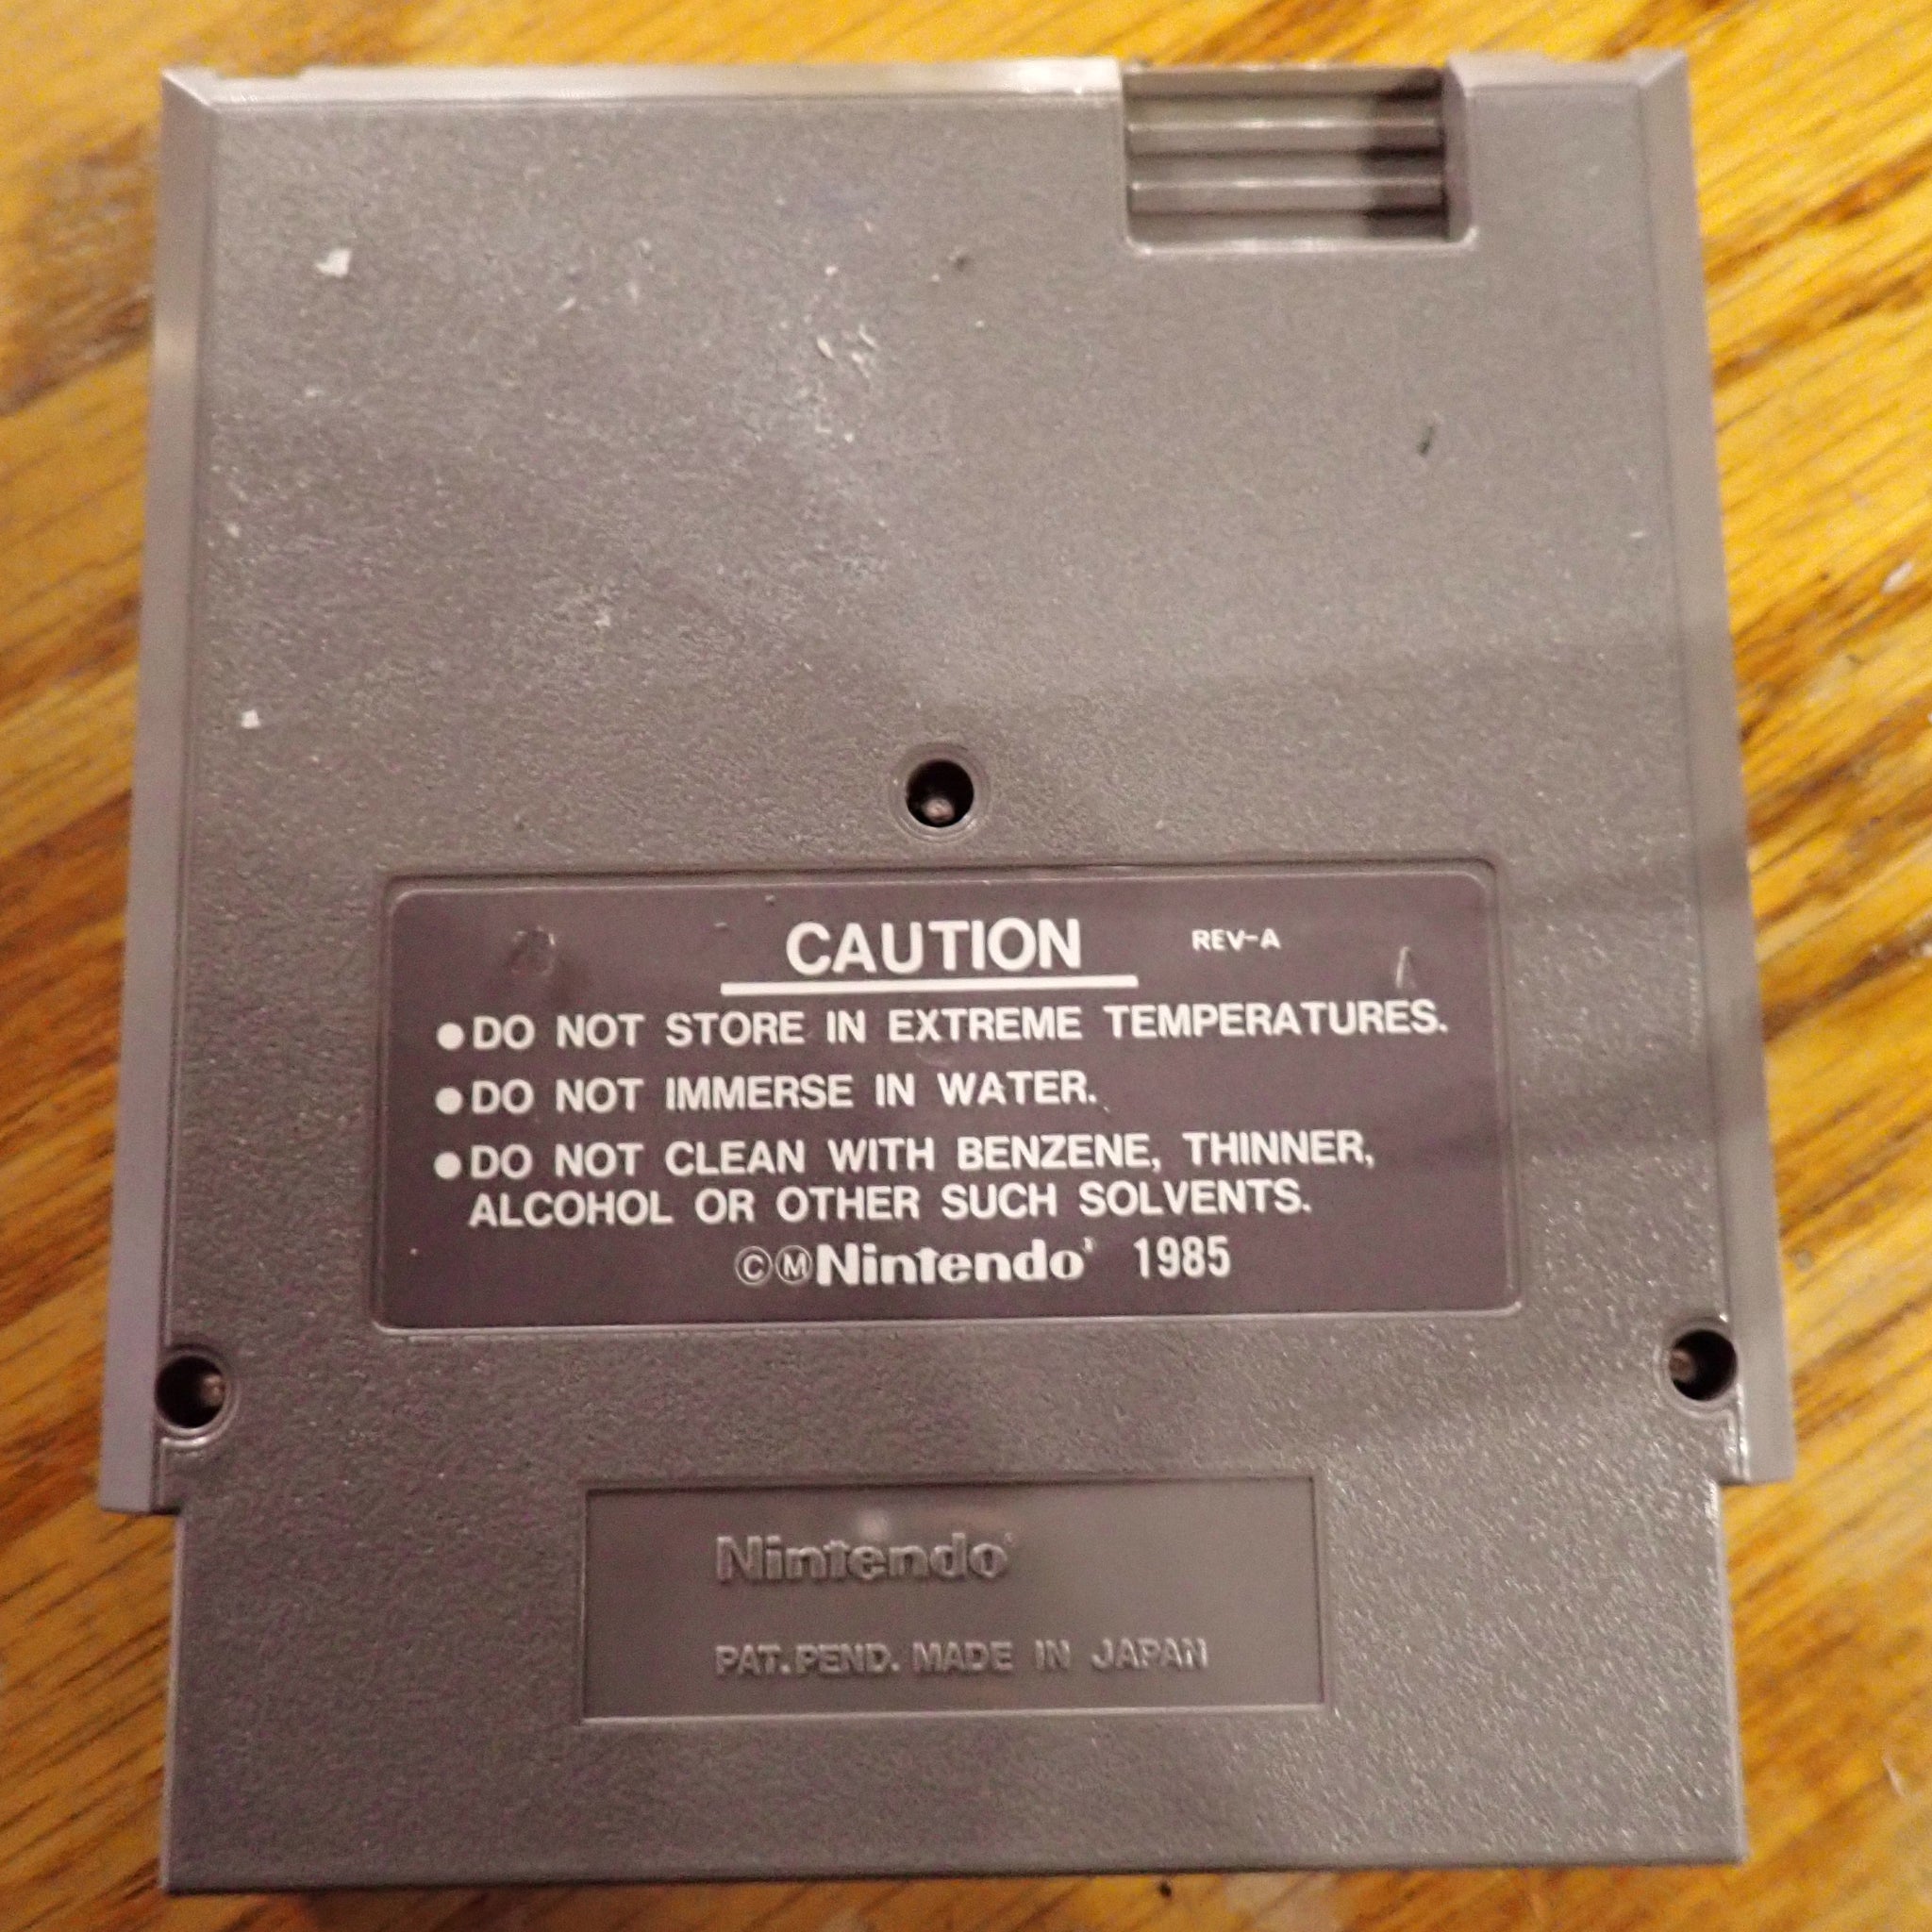 CAUTION REV-A
●DO NOT STORE IN EXTREME TEMPERATURES.
●DO NOT IMMERSE IN WATER.
●DO NOT CLEAN WITH BENZENE, THINNER,
ALCOHOL OR OTHER SUCH SOLVENTS.
©ⓂNintendo® 1985
Nintendo®
PAT.PEND. MADE IN JAPAN